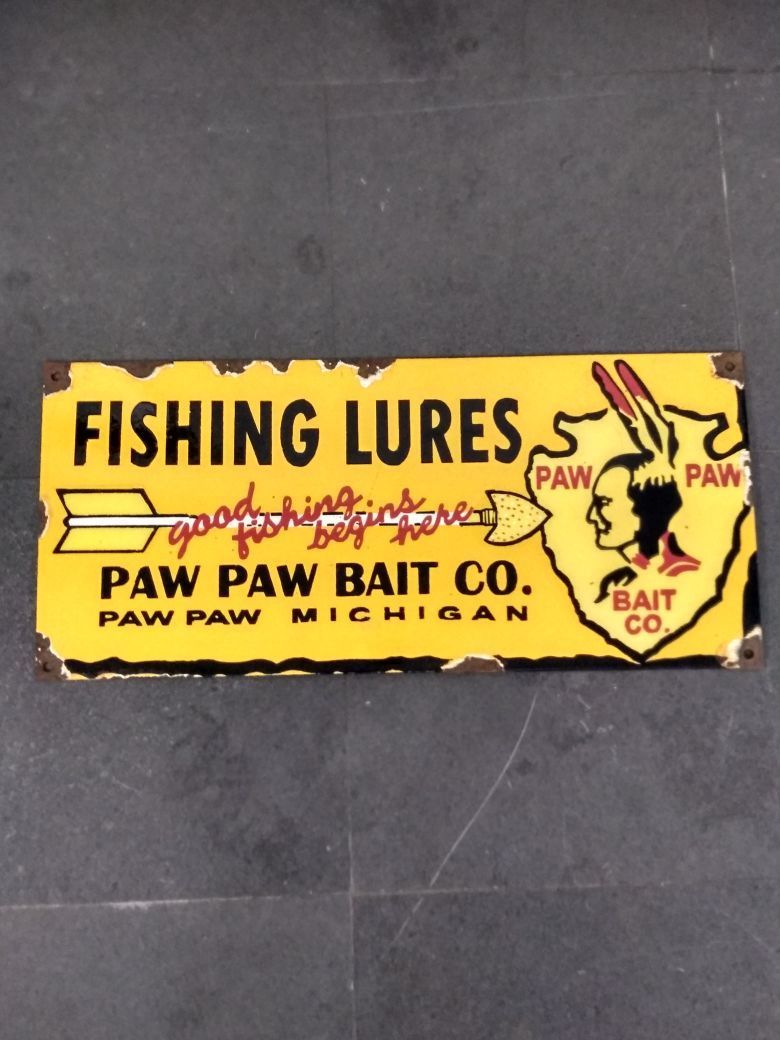 FISHING LURES
good fishing begins here
PAW PAW BAIT CO.
PAW PAW MICHIGAN
PAW PAW
BAIT
CO.